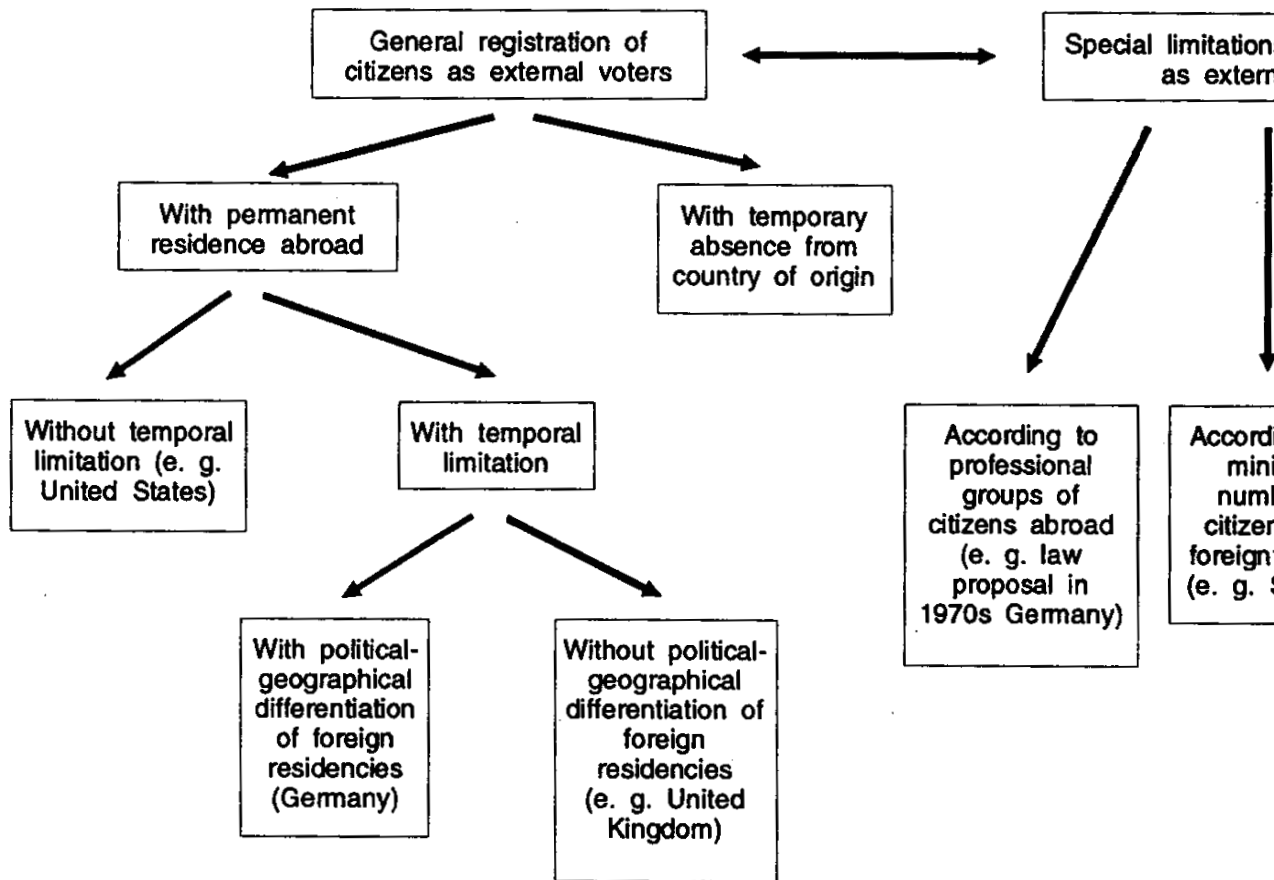 General registration of
citizens as external voters
Special limitation
as extern
With permanent
residence abroad
With temporary
absence from
country of origin
Without temporal
limitation (e. g.
United States)
With temporal
limitation
According to
professional
groups of
citizens abroad
(e. g. law
proposal in
1970s Germany)
Accordi
mini
numb
citizen
foreign
(e. g. S
With political-
geographical
differentiation
of foreign
residencies
(Germany)
Without political-
geographical
differentiation of
foreign
residencies
(e. g. United
Kingdom)